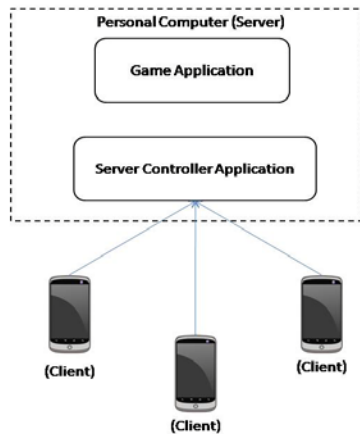 Personal Computer (Server)
Game Application
Server Controller Application
(Client)
(Client)
(Client)